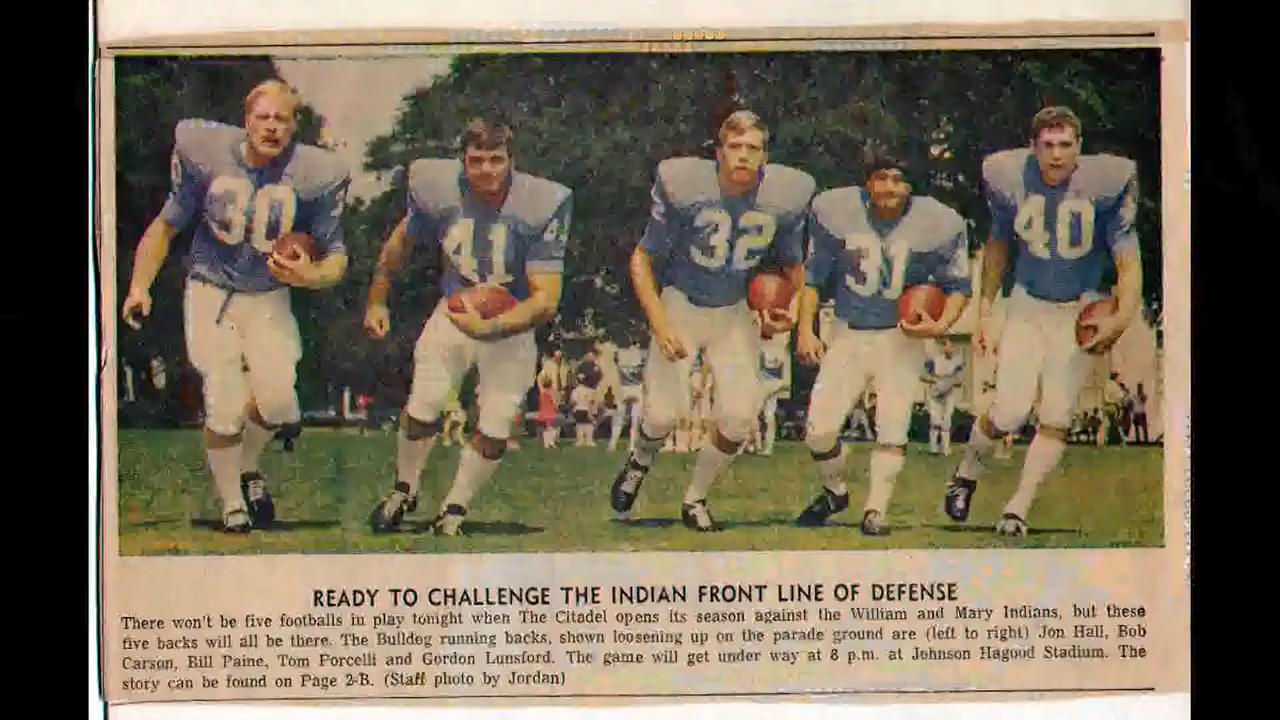 30 41 4 32 31 40
READY TO CHALLENGE THE INDIAN FRONT LINE OF DEFENSE
There won't be five footballs in play tonight when The Citadel opens its season against the William and Mary Indians, but these
five backs will all be there. The Bulldog running backs, shown loosening up on the parade ground are (left to right) Jon Hall, Bob
Carson, Bill Paine, Tom Porcelli and Gordon Lunsford. The game will get under way at 8 p.m. at Johnson Hagood Stadium. The
story can be found on Page 2-B. (Staff photo by Jordan)